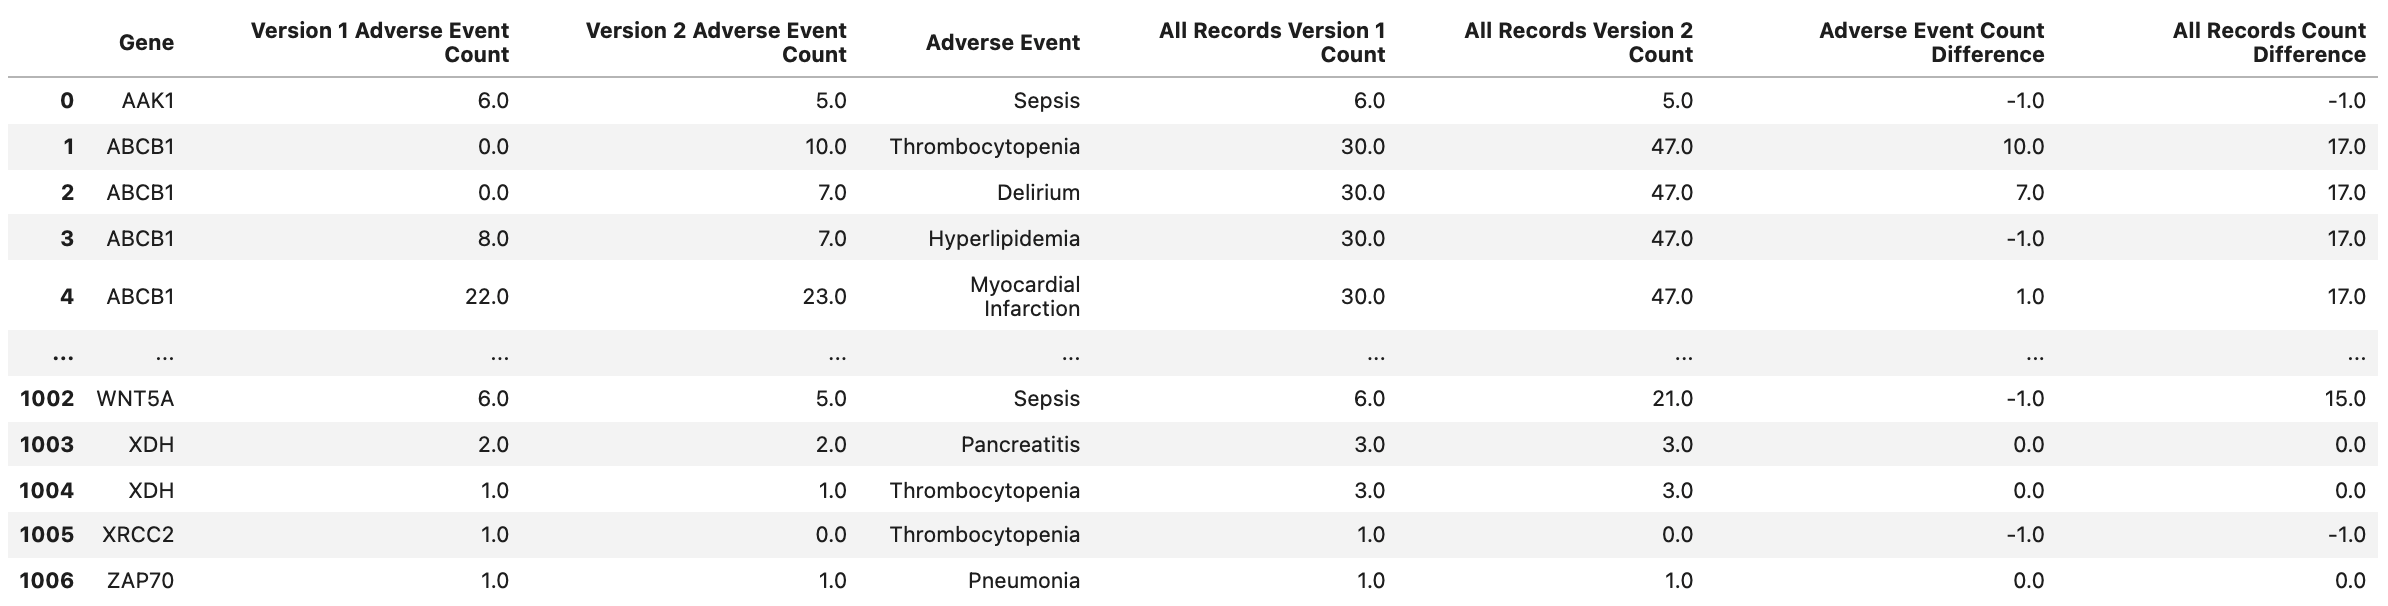 Gene Version 1 Adverse Event Count Version 2 Adverse Event Count Adverse Event All Records Version 1 Count All Records Version 2 Count Adverse Event Count Difference All Records Count Difference
0 AAK1 6.0 5.0 Sepsis 6.0 5.0 -1.0 -1.0
1 ABCB1 0.0 10.0 Thrombocytopenia 30.0 47.0 10.0 17.0
2 ABCB1 0.0 7.0 Delirium 30.0 47.0 7.0 17.0
3 ABCB1 8.0 7.0 Hyperlipidemia 30.0 47.0 -1.0 17.0
4 ABCB1 22.0 23.0 Myocardial Infarction 30.0 47.0 1.0 17.0
... ... ... ... ... ... ... ... ...
1002 WNT5A 6.0 5.0 Sepsis 6.0 21.0 -1.0 15.0
1003 XDH 2.0 2.0 Pancreatitis 3.0 3.0 0.0 0.0
1004 XDH 1.0 1.0 Thrombocytopenia 3.0 3.0 0.0 0.0
1005 XRCC2 1.0 0.0 Thrombocytopenia 1.0 0.0 -1.0 -1.0
1006 ZAP70 1.0 1.0 Pneumonia 1.0 1.0 0.0 0.0